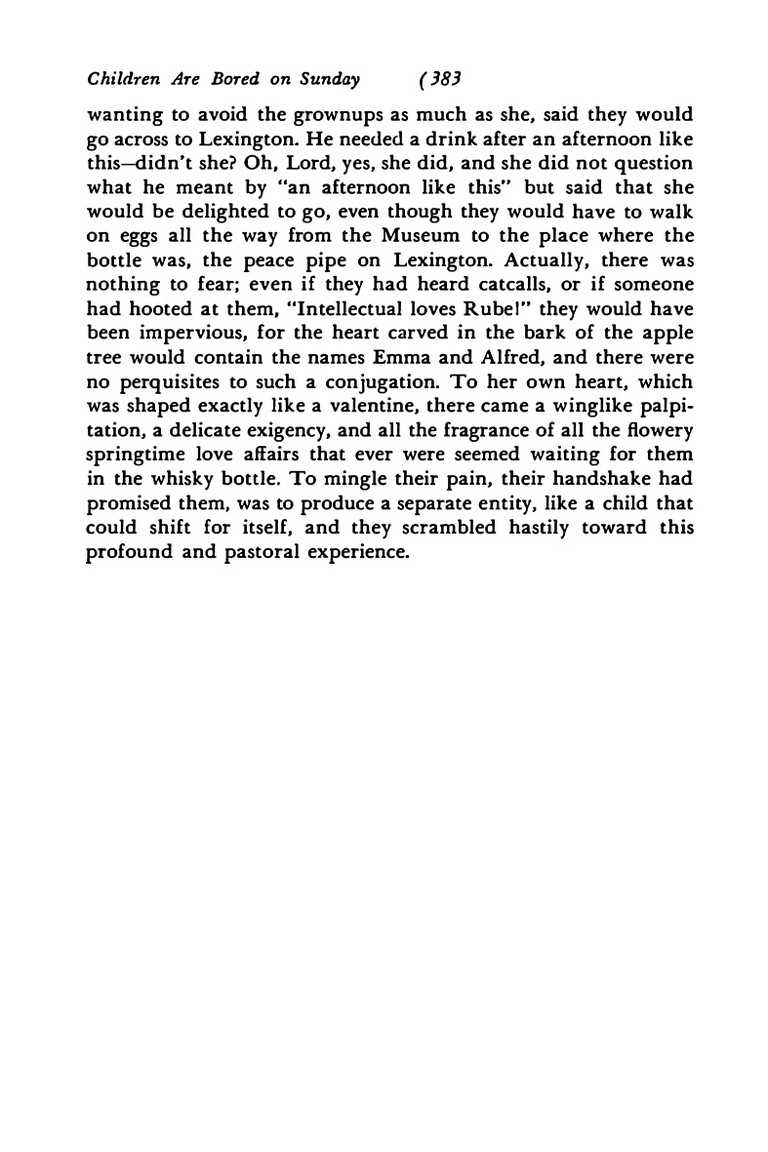 Children Are Bored on Sunday (383
wanting to avoid the grownups as much as she, said they would
go across to Lexington. He needed a drink after an afternoon like
this—didn't she? Oh, Lord, yes, she did, and she did not question
what he meant by "an afternoon like this" but said that she
would be delighted to go, even though they would have to walk
on eggs all the way from the Museum to the place where the
bottle was, the peace pipe on Lexington. Actually, there was
nothing to fear; even if they had heard catcalls, or if someone
had hooted at them, "Intellectual loves Rube!" they would have
been impervious, for the heart carved in the bark of the apple
tree would contain the names Emma and Alfred, and there were
no perquisites to such a conjugation. To her own heart, which
was shaped exactly like a valentine, there came a winglike palpi-
tation, a delicate exigency, and all the fragrance of all the flowery
springtime love affairs that ever were seemed waiting for them
in the whisky bottle. To mingle their pain, their handshake had
promised them, was to produce a separate entity, like a child that
could shift for itself, and they scrambled hastily toward this
profound and pastoral experience.